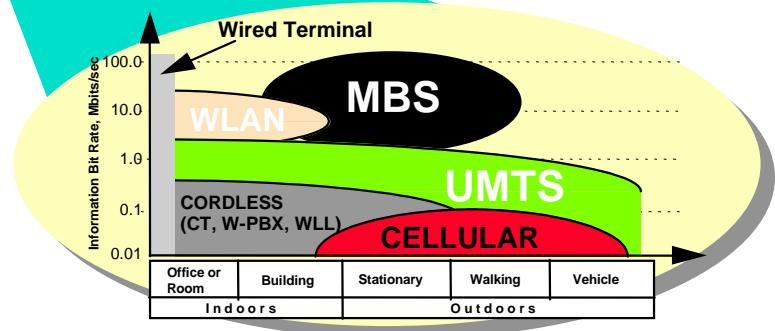 Wired Terminal
Information Bit Rate, Mbits/sec
100.0
10.0
1.0
0.1
0.01
MBS
WLAN
UMTS
CORDLESS
(CT, W-PBX, WLL)
CELLULAR
Office or
Room
Building
Stationary
Walking
Vehicle
Indoors
Outdoors